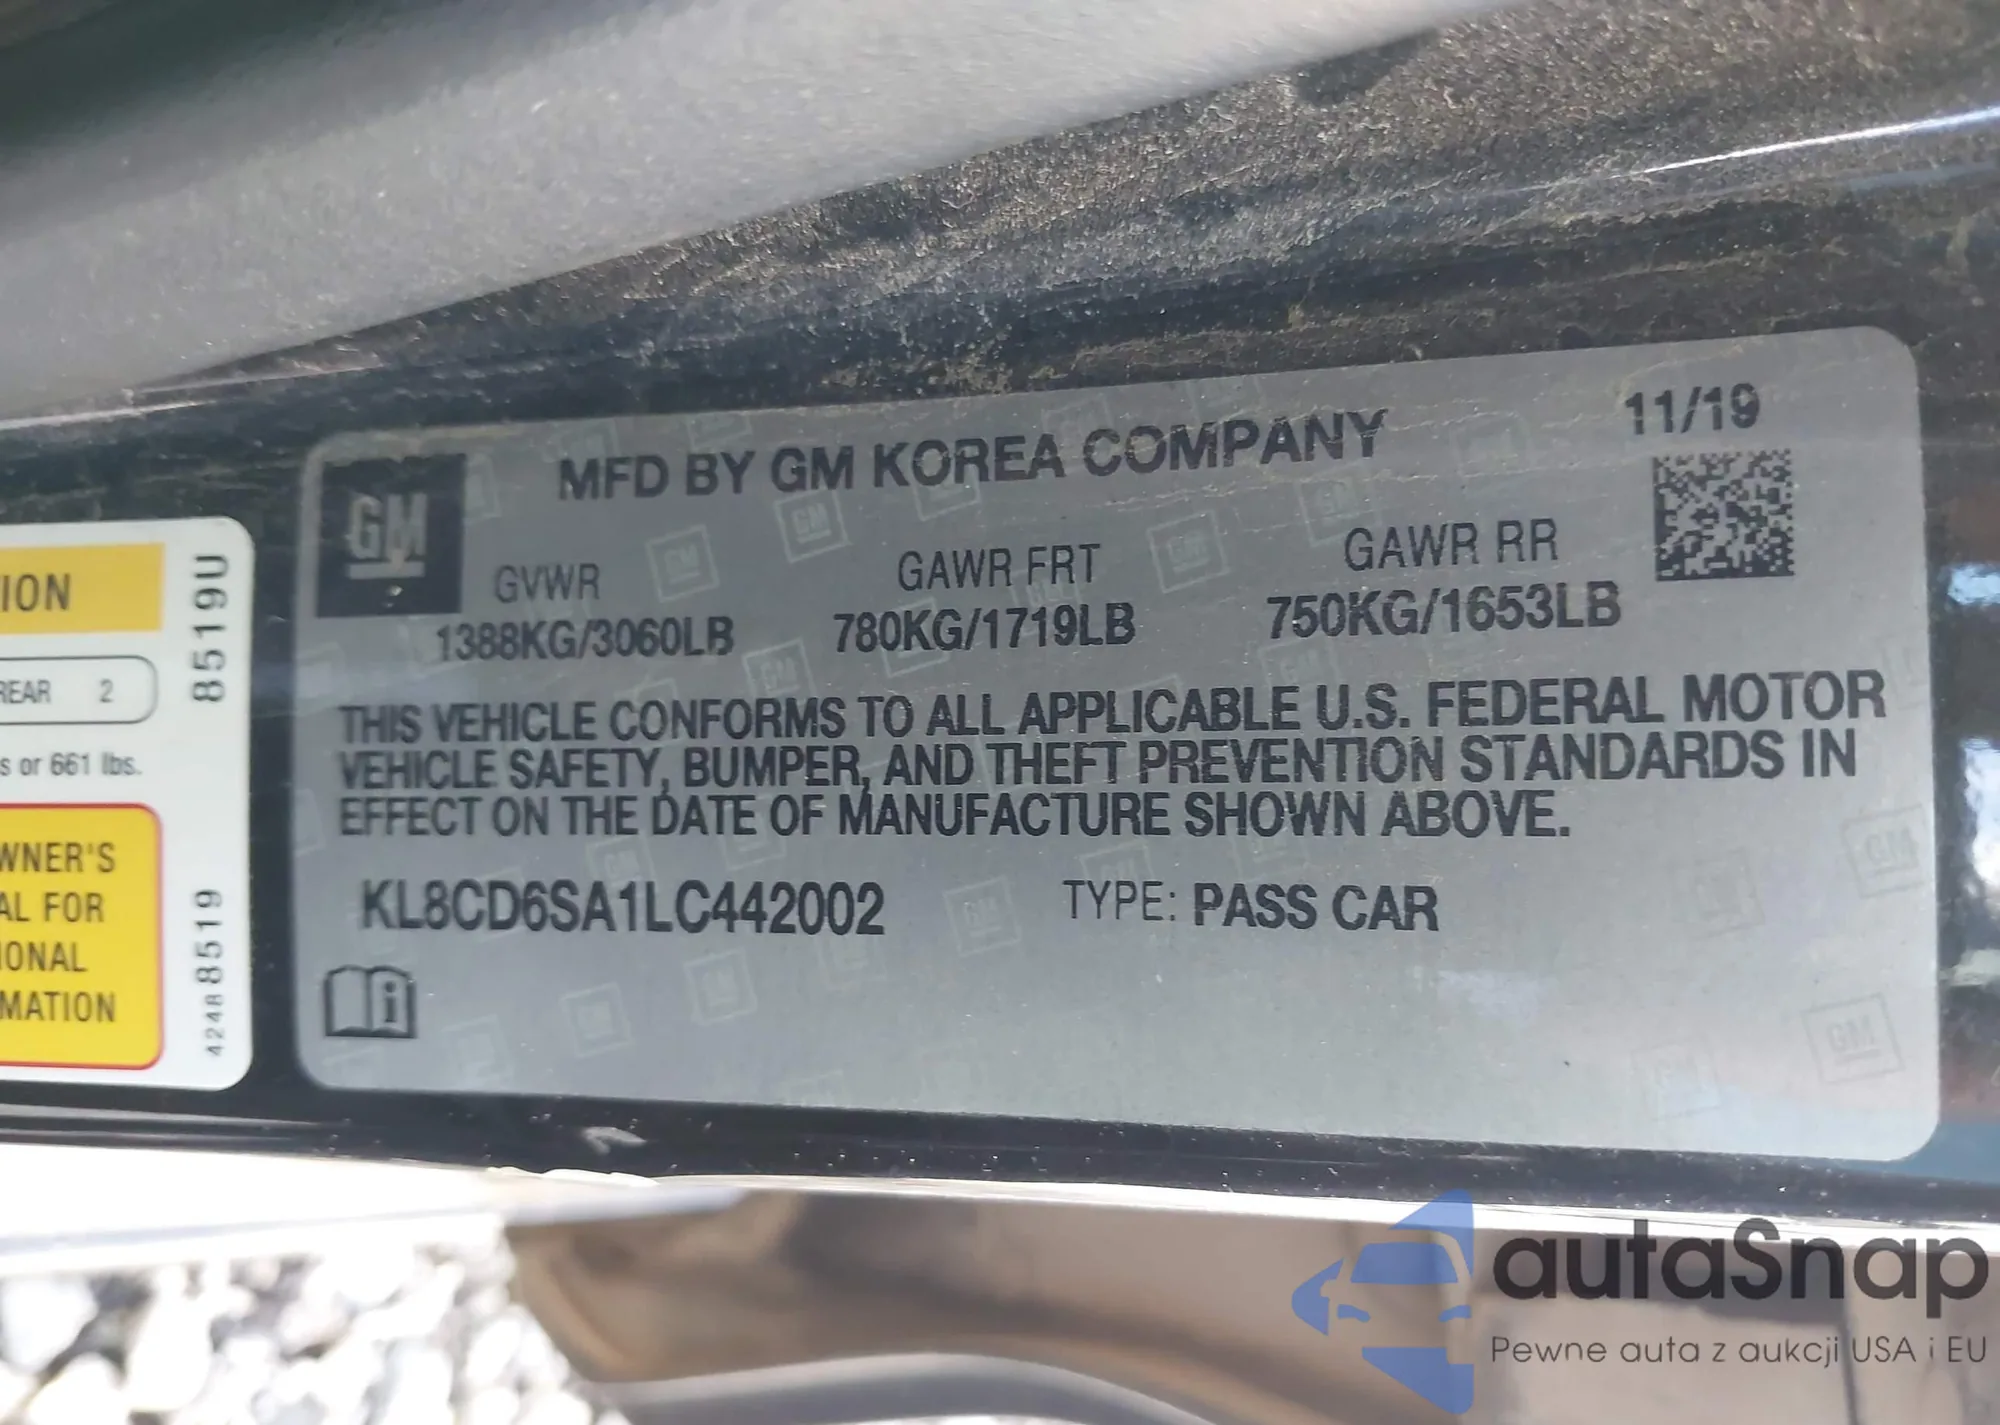 ION
REAR 2
s or 661 lbs.
WNER'S
AL FOR
IONAL
MATION
8519U
4248 8519
GM
MFD BY GM KOREA COMPANY
11/19
GVWR GAWR FRT GAWR RR
1388KG/3060LB 780KG/1719LB 750KG/1653LB
THIS VEHICLE CONFORMS TO ALL APPLICABLE U.S. FEDERAL MOTOR
VEHICLE SAFETY, BUMPER, AND THEFT PREVENTION STANDARDS IN
EFFECT ON THE DATE OF MANUFACTURE SHOWN ABOVE.
KL8CD6SA1LC442002 TYPE: PASS CAR
i
autaSnap
Pewne auta z aukcji USA i EU